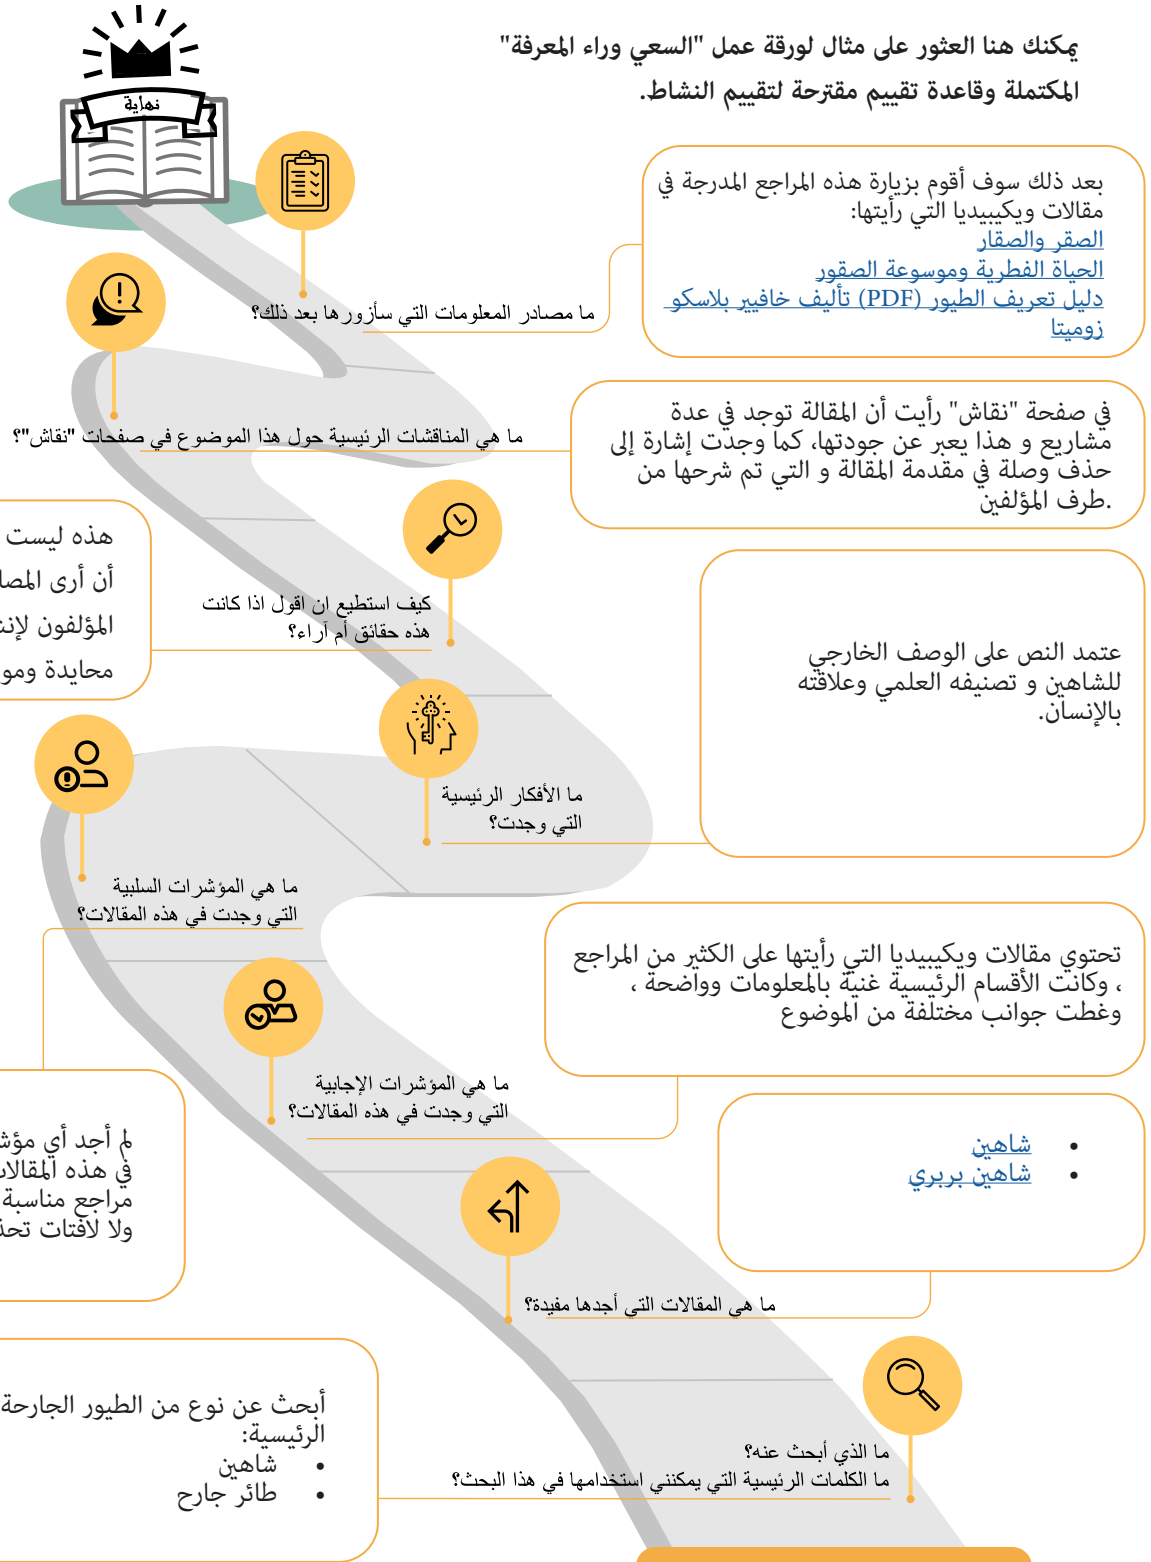 يمكنك هنا العثور على مثال لورقة عمل "السعي وراء المعرفة"
المكتملة وقاعدة تقييم مقترحة لتقييم النشاط.
نهاية
بعد ذلك سوف أقوم بزيارة هذه المراجع المدرجة في
مقالات ويكيبيديا التي رأيتها:
الصقر والصقار
الحياة الفطرية وموسوعة الصقور
دليل تعريف الطيور (PDF) تأليف خافيير بلاسكو
زوميتا
ما مصادر المعلومات التي سأزورها بعد ذلك؟
في صفحة "نقاش" رأيت أن المقالة توجد في عدة
مشاريع و هذا يعبر عن جودتها، كما وجدت إشارة إلى
حذف وصلة في مقدمة المقالة و التي تم شرحها من
.طرف المؤلفين
ما هي المناقشات الرئيسية حول هذا الموضوع في صفحات "نقاش"؟
هذه ليست
أن أرى المصا
المؤلفون لإنش
محايدة ومو
كيف استطيع ان اقول اذا كانت
هذه حقائق أم آراء؟
عتمد النص على الوصف الخارجي
للشاهين و تصنيفه العلمي وعلاقته
بالإنسان.
ما الأفكار الرئيسية
التي وجدت؟
ما هي المؤشرات السلبية
التي وجدت في هذه المقالات؟
تحتوي مقالات ويكيبيديا التي رأيتها على الكثير من المراجع
، وكانت الأقسام الرئيسية غنية بالمعلومات وواضحة ،
وغطت جوانب مختلفة من الموضوع
ما هي المؤشرات الإجابية
التي وجدت في هذه المقالات؟
لم أجد أي مؤش
في هذه المقالات
مراجع مناسبة
ولا لافتات تحذ
• شاهين
• شاهين بربري
ما هي المقالات التي أجدها مفيدة؟
أبحث عن نوع من الطيور الجارحة
الرئيسية:
• شاهين
• طائر جارح
ما الذي أبحث عنه؟
ما الكلمات الرئيسية التي يمكنني استخدامها في هذا البحث؟